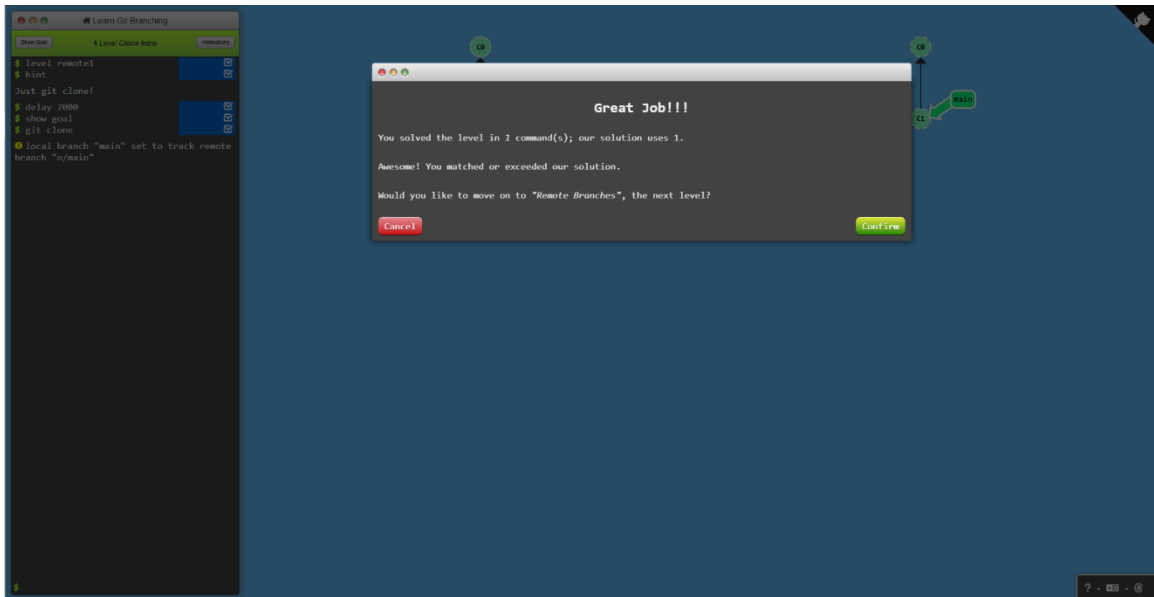 Learn Git Branching
Show Goal
Level Clone Intro
Instructions
$ level remote1
$ hint
Just git clone!
$ delay 2000
$ show goal
$ git clone
local branch "main" set to track remote
branch "o/main"
$
C0
C0
main
C1
Great Job!!!
You solved the level in 1 command(s); our solution uses 1.
Awesome! You matched or exceeded our solution.
Would you like to move on to "Remote Branches", the next level?
Cancel
Confirm
?